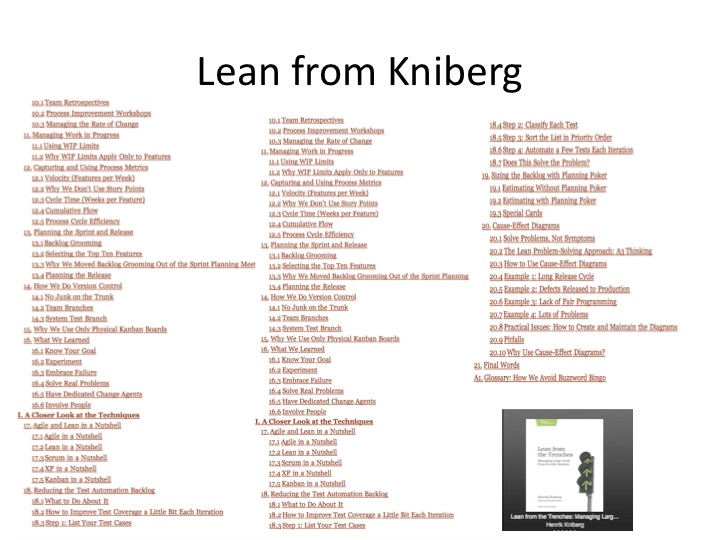 Lean from Kniberg
10.1 Team Retrospectives
10.2 Process Improvement Workshops
10.3 Managing the Rate of Change
11. Managing Work in Progress
11.1 Using WIP Limits
11.2 Why WIP Limits Apply Only to Features
12. Capturing and Using Process Metrics
12.1 Velocity (Features per Week)
12.2 Why We Don't Use Story Points
12.3 Cycle Time (Weeks per Feature)
12.4 Cumulative Flow
12.5 Process Cycle Efficiency
13. Planning the Sprint and Release
13.1 Backlog Grooming
13.2 Selecting the Top Ten Features
13.3 Why We Moved Backlog Grooming Out of the Sprint Planning Meet
13.4 Planning the Release
14. How We Do Version Control
14.1 No Junk on the Trunk
14.2 Team Branches
14.3 System Test Branch
15. Why We Use Only Physical Kanban Boards
16. What We Learned
16.1 Know Your Goal
16.2 Experiment
16.3 Embrace Failure
16.4 Solve Real Problems
16.5 Have Dedicated Change Agents
16.6 Involve People
I. A Closer Look at the Techniques
17. Agile and Lean in a Nutshell
17.1 Agile in a Nutshell
17.2 Lean in a Nutshell
17.3 Scrum in a Nutshell
17.4 XP in a Nutshell
17.5 Kanban in a Nutshell
18. Reducing the Test Automation Backlog
18.1 What to Do About It
18.2 How to Improve Test Coverage a Little Bit Each Iteration
18.3 Step 1: List Your Test Cases
10.1 Team Retrospectives
10.2 Process Improvement Workshops
10.3 Managing the Rate of Change
11. Managing Work in Progress
11.1 Using WIP Limits
11.2 Why WIP Limits Apply Only to Features
12. Capturing and Using Process Metrics
12.1 Velocity (Features per Week)
12.2 Why We Don't Use Story Points
12.3 Cycle Time (Weeks per Feature)
12.4 Cumulative Flow
12.5 Process Cycle Efficiency
13. Planning the Sprint and Release
13.1 Backlog Grooming
13.2 Selecting the Top Ten Features
13.3 Why We Moved Backlog Grooming Out of the Sprint Planning
13.4 Planning the Release
14. How We Do Version Control
14.1 No Junk on the Trunk
14.2 Team Branches
14.3 System Test Branch
15. Why We Use Only Physical Kanban Boards
16. What We Learned
16.1 Know Your Goal
16.2 Experiment
16.3 Embrace Failure
16.4 Solve Real Problems
16.5 Have Dedicated Change Agents
16.6 Involve People
I. A Closer Look at the Techniques
17. Agile and Lean in a Nutshell
17.1 Agile in a Nutshell
17.2 Lean in a Nutshell
17.3 Scrum in a Nutshell
17.4 XP in a Nutshell
17.5 Kanban in a Nutshell
18. Reducing the Test Automation Backlog
18.1 What to Do About It
18.2 How to Improve Test Coverage a Little Bit Each Iteration
18.3 Step 1: List Your Test Cases
18.4 Step 2: Classify Each Test
18.5 Step 3: Sort the List in Priority Order
18.6 Step 4: Automate a Few Tests Each Iteration
18.7 Does This Solve the Problem?
19. Sizing the Backlog with Planning Poker
19.1 Estimating Without Planning Poker
19.2 Estimating with Planning Poker
19.3 Special Cards
20. Cause-Effect Diagrams
20.1 Solve Problems, Not Symptoms
20.2 The Lean Problem-Solving Approach: A3 Thinking
20.3 How to Use Cause-Effect Diagrams
20.4 Example 1: Long Release Cycle
20.5 Example 2: Defects Released to Production
20.6 Example 3: Lack of Pair Programming
20.7 Example 4: Lots of Problems
20.8 Practical Issues: How to Create and Maintain the Diagrams
20.9 Pitfalls
20.10 Why Use Cause-Effect Diagrams?
21. Final Words
A1. Glossary: How We Avoid Buzzword Bingo
Lean from
the Trenches
Managing Large-Scale
Projects with Kanban
Henrik Kniberg
Lean from the Trenches: Managing Larg...
Henrik Kniberg